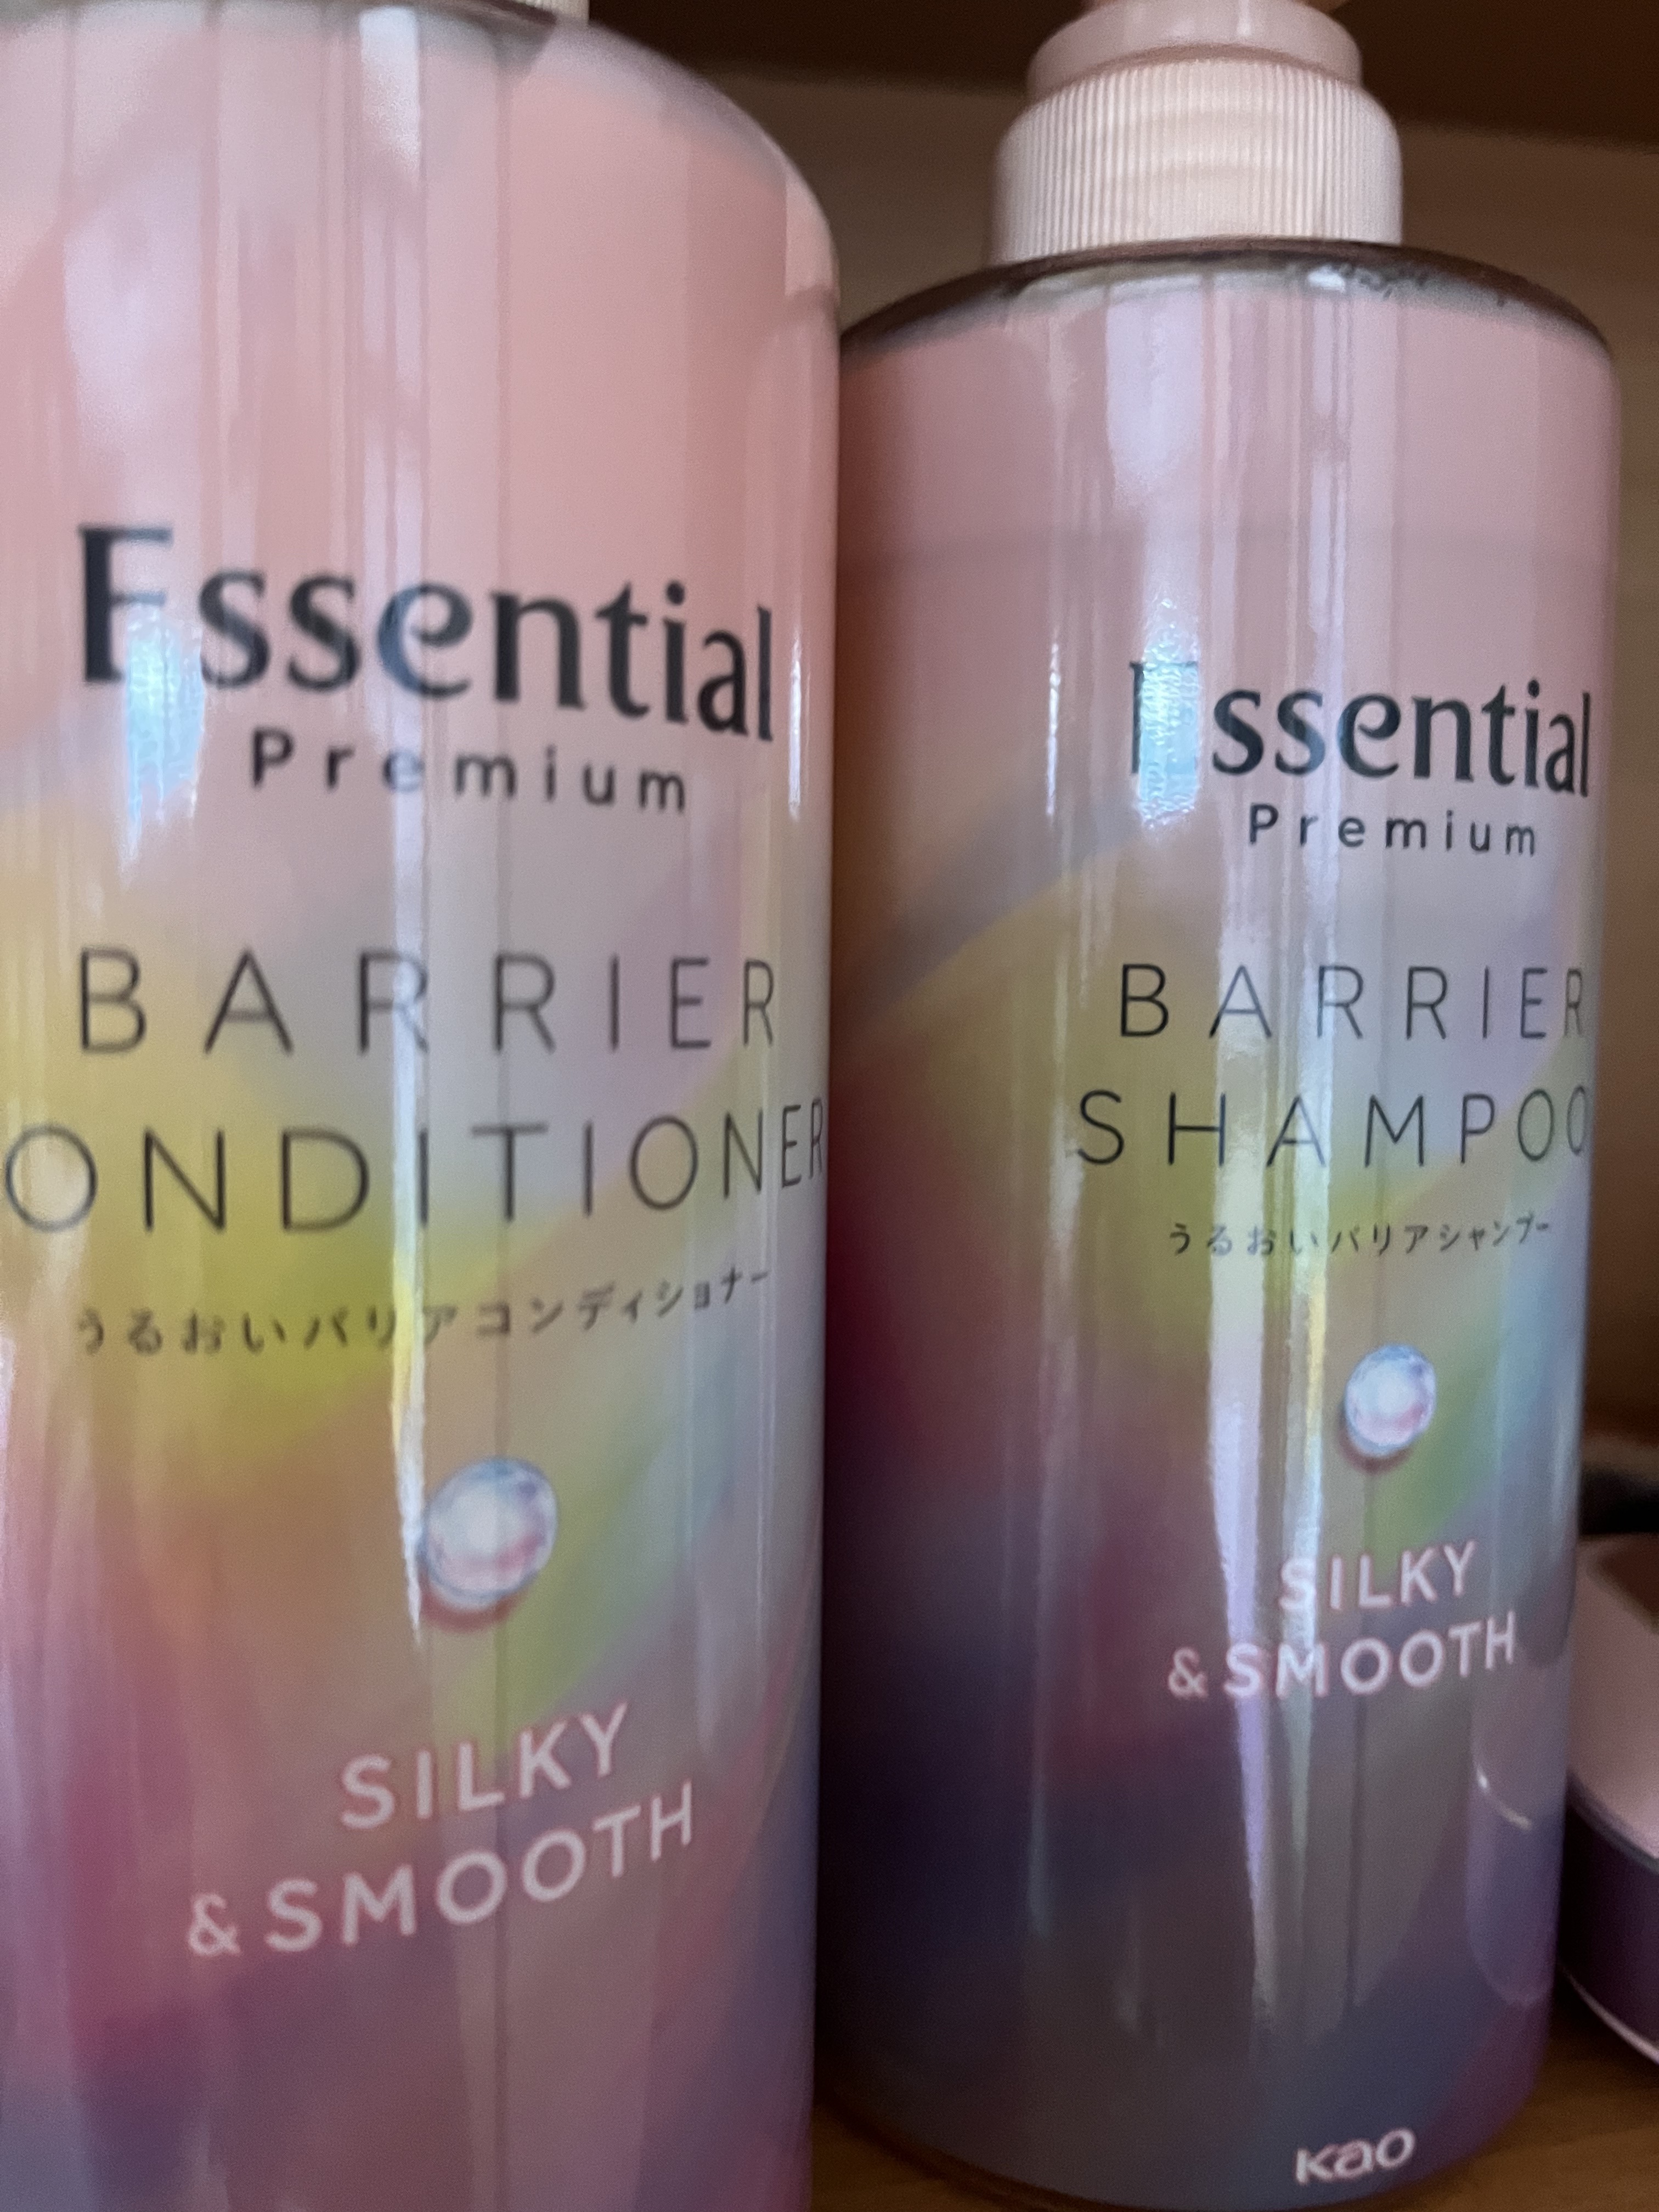 Essential
Premium
BARRIER
ONDITIONER
うるおいバリアコンディショナー
SILKY
& SMOOTH
Essential
Premium
BARRIER
SHAMPOO
うるおいバリアシャンプー
SILKY
& SMOOTH
Kao